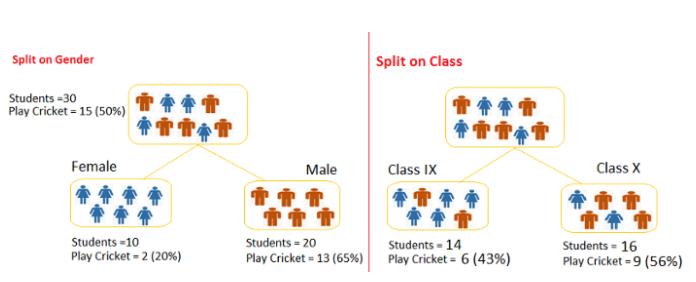 Split on Gender
Students =30
Play Cricket = 15 (50%)
Female
Students =10
Play Cricket = 2 (20%)
Male
Students = 20
Play Cricket = 13 (65%)
Split on Class
Class IX
Students = 14
Play Cricket = 6 (43%)
Class X
Students = 16
Play Cricket = 9 (56%)